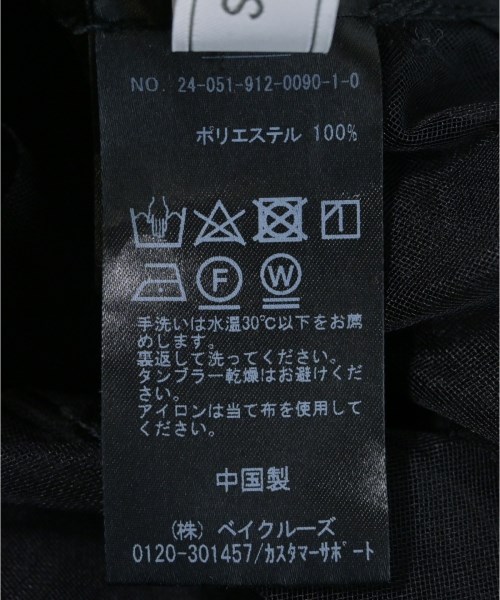 S
NO. 24-051-912-0090-1-0
ポリエステル 100%
F
W
手洗いは水温30℃以下をお薦
めします。
裏返して洗ってください。
タンブラー乾燥はお避けくだ
さい。
アイロンは当て布を使用して
ください。
中国製
(株) ベイクルーズ
0120-301457/カスタマーサポート